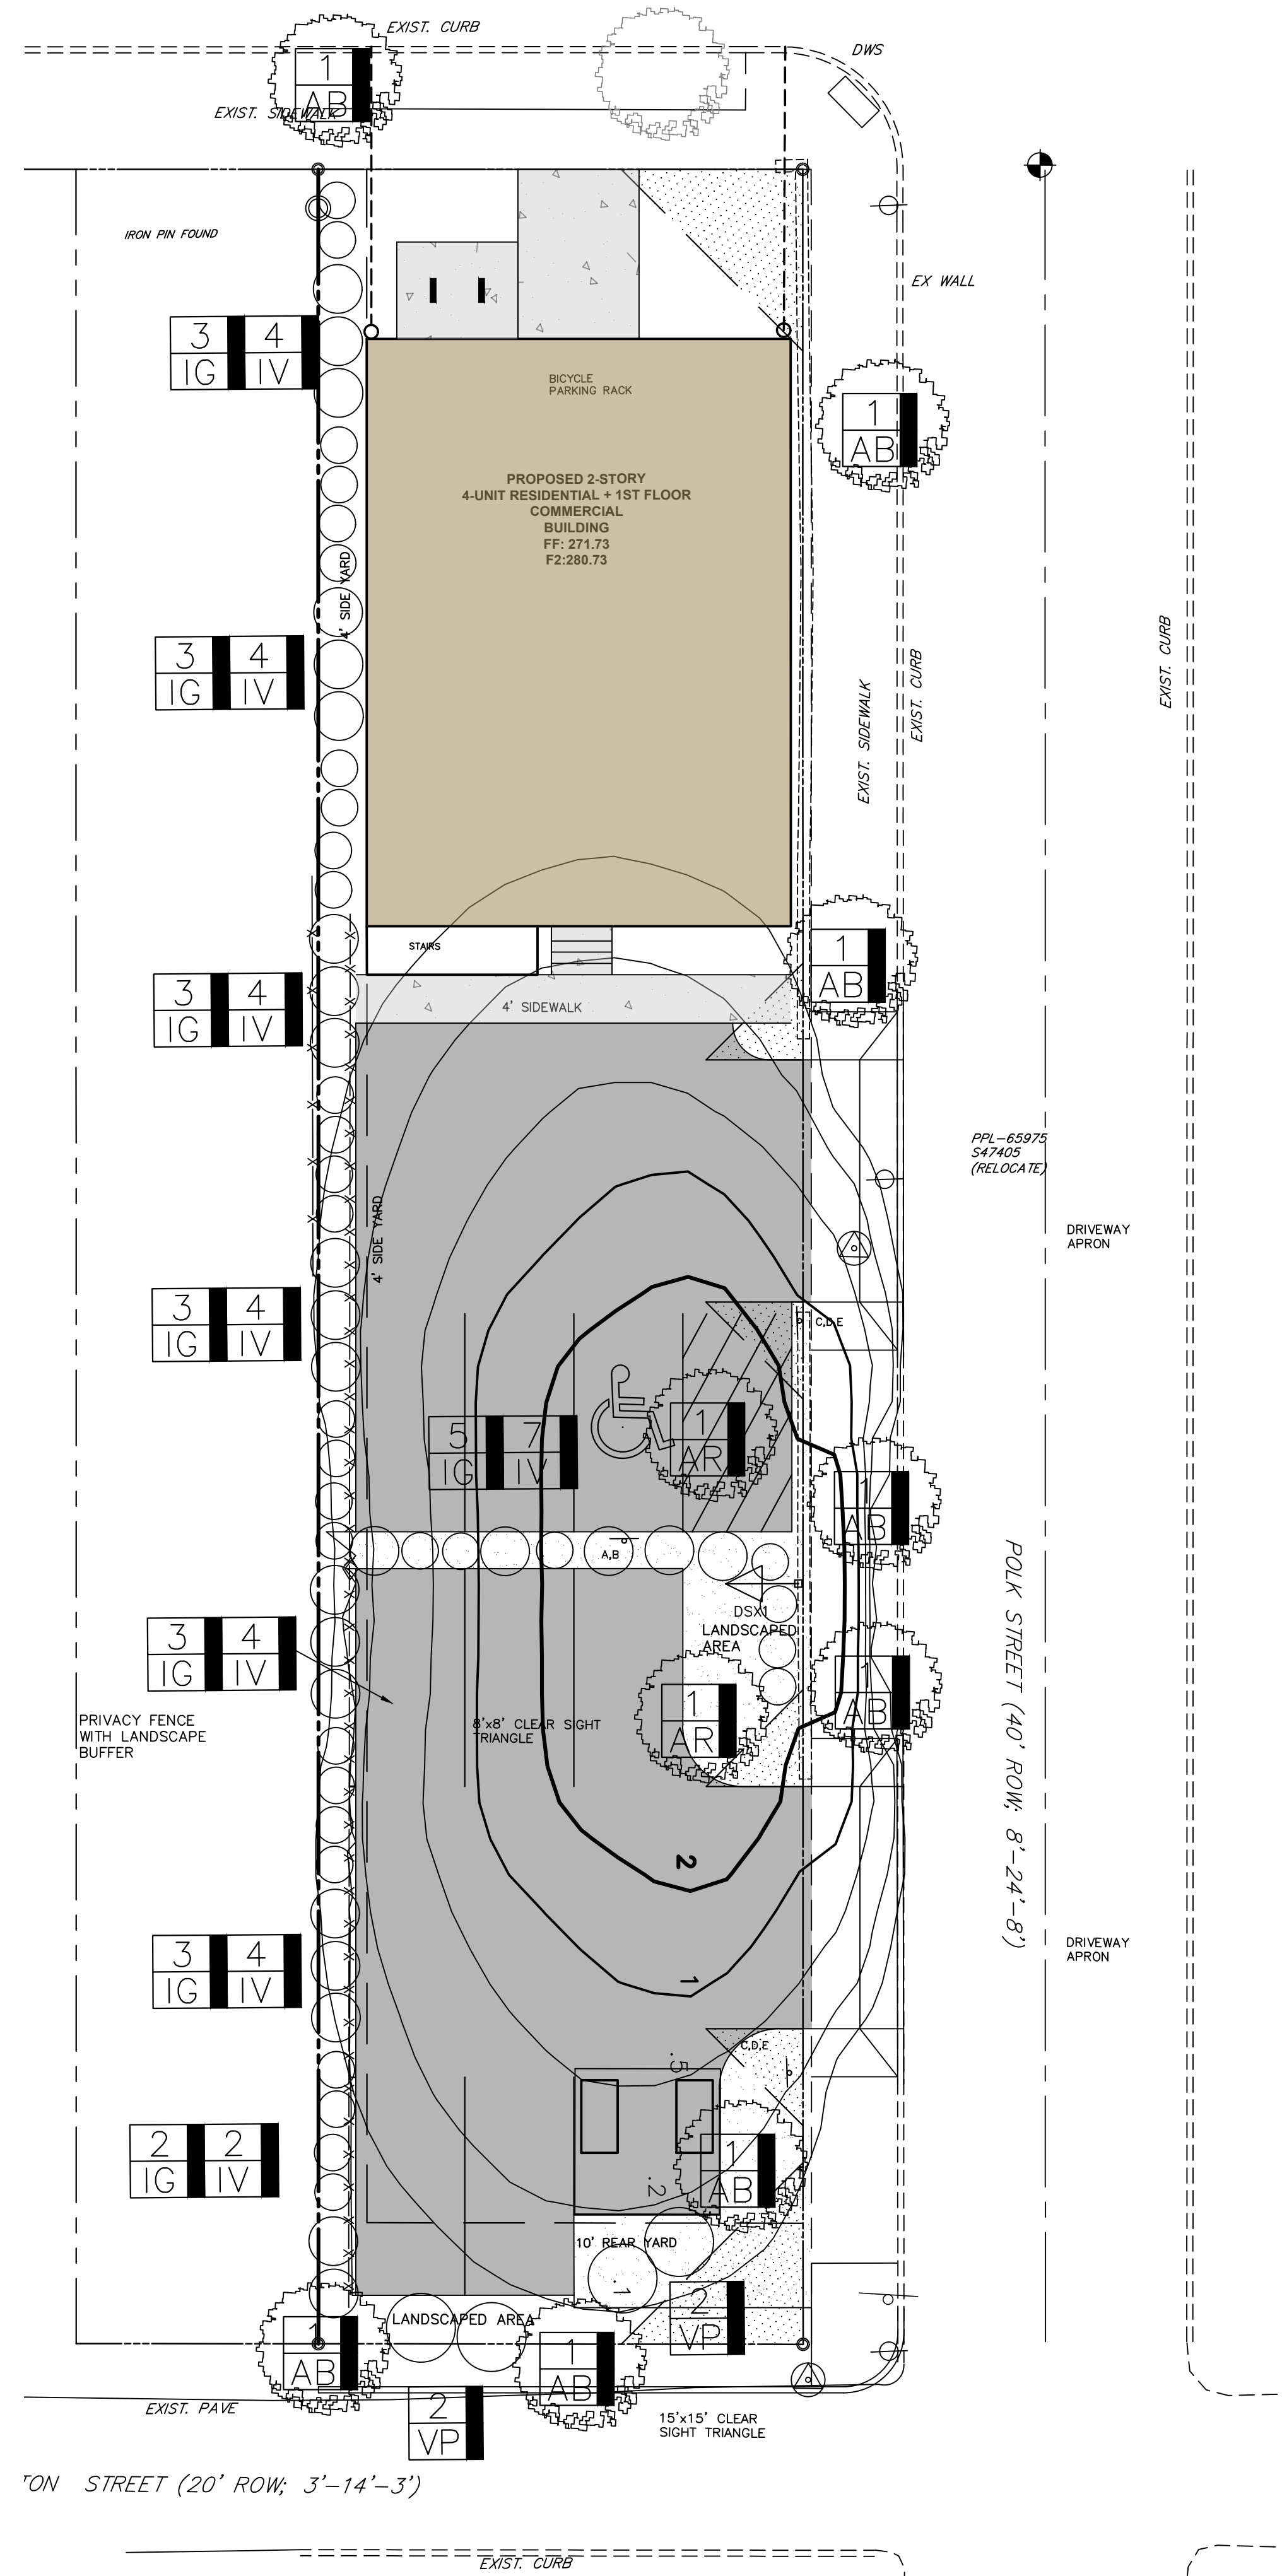 EXIST. CURB
DWS
1
AB
EXIST. SIDEWALK
IRON PIN FOUND
EX WALL
3 4
IG IV
BICYCLE
PARKING RACK
1
AB
PROPOSED 2-STORY
4-UNIT RESIDENTIAL + 1ST FLOOR
COMMERCIAL
BUILDING
FF: 271.73
F2:280.73
4' SIDE YARD
3 4
IG IV
EXIST. SIDEWALK
EXIST. CURB
EXIST. CURB
STAIRS
1
AB
3 4
IG IV
4' SIDEWALK
PPL-65975
S47405
(RELOCATE)
4' SIDE YARD
DRIVEWAY
APRON
3 4
IG IV
C,D,E
5 7
IG IV
1
AR
1
AB
A,B
DSX1
LANDSCAPED
AREA
3 4
IG IV
1
AR
1
AB
PRIVACY FENCE
WITH LANDSCAPE
BUFFER
8'x8' CLEAR SIGHT
TRIANGLE
POLK STREET (40' ROW; 8'-24'-8')
2
3 4
IG IV
1
DRIVEWAY
APRON
C,D,E
.5
2 2
IG IV
1
AB
.2
10' REAR YARD
.1
2
VP
LANDSCAPED AREA
1
AB
1
AB
EXIST. PAVE
2
VP
15'x15' CLEAR
SIGHT TRIANGLE
TON STREET (20' ROW; 3'-14'-3')
EXIST. CURB